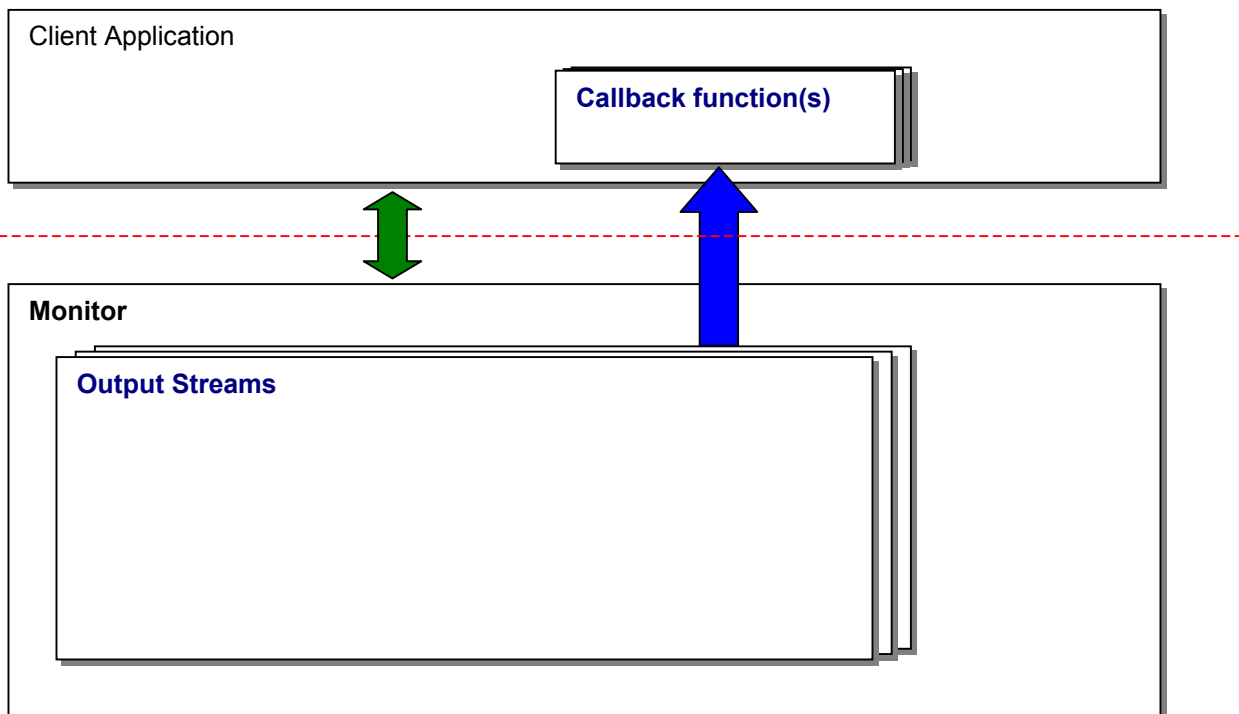 Client Application
Callback function(s)
Monitor
Output Streams